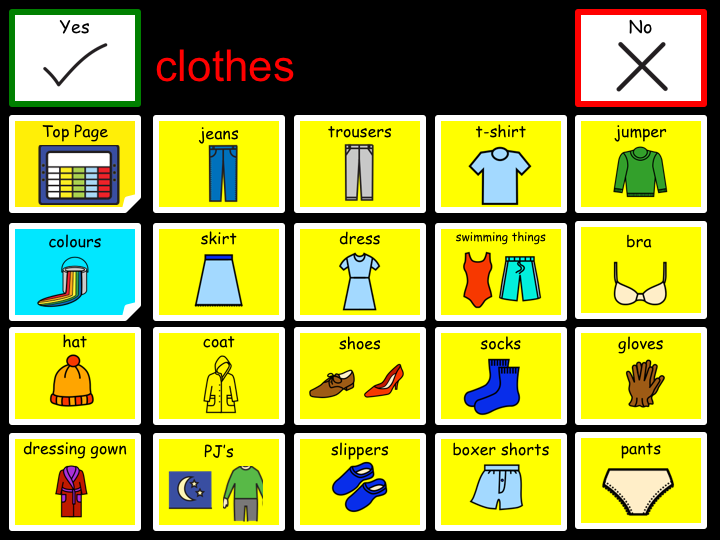 Yes
clothes
No
Top Page
jeans
trousers
t-shirt
jumper
colours
skirt
dress
swimming things
bra
hat
coat
shoes
socks
gloves
dressing gown
PJ's
slippers
boxer shorts
pants